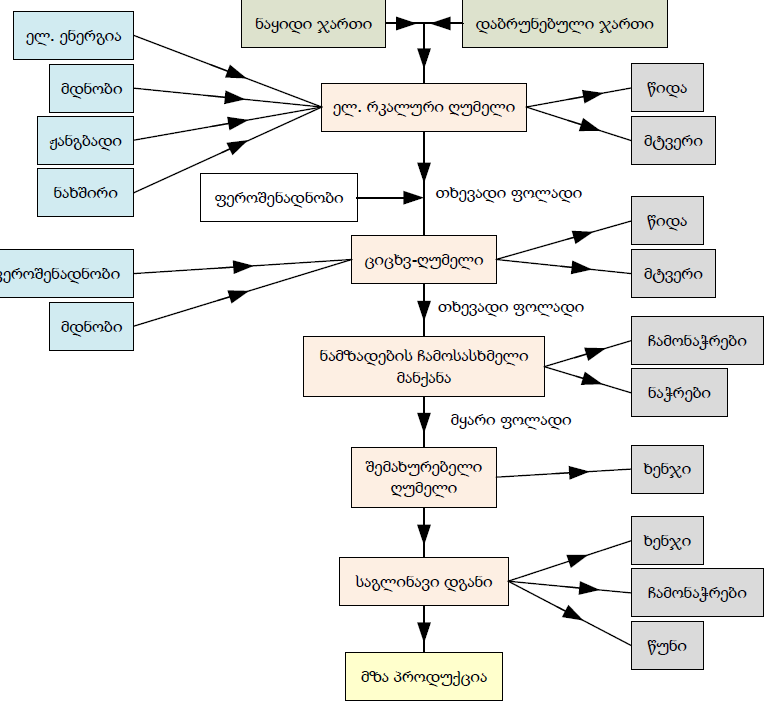 ნაყიდი ჯართი
დაბრუნებული ჯართი
ელ. ენერგია
მდნობი
ჟანგბადი
ნახშირი
ელ. რკალური ღუმელი
წიდა
მტვერი
ფეროშენადნობი
თხევადი ფოლადი
ფეროშენადნობი
მდნობი
ციცხვ-ღუმელი
წიდა
მტვერი
თხევადი ფოლადი
ნამზადების ჩამოსასხმელი
მანქანა
ჩამონაჭრები
ნაჭრები
მყარი ფოლადი
შემახურებელი
ღუმელი
ხენჯი
საგლინავი დგანი
ხენჯი
ჩამონაჭრები
წუნი
მზა პროდუქცია